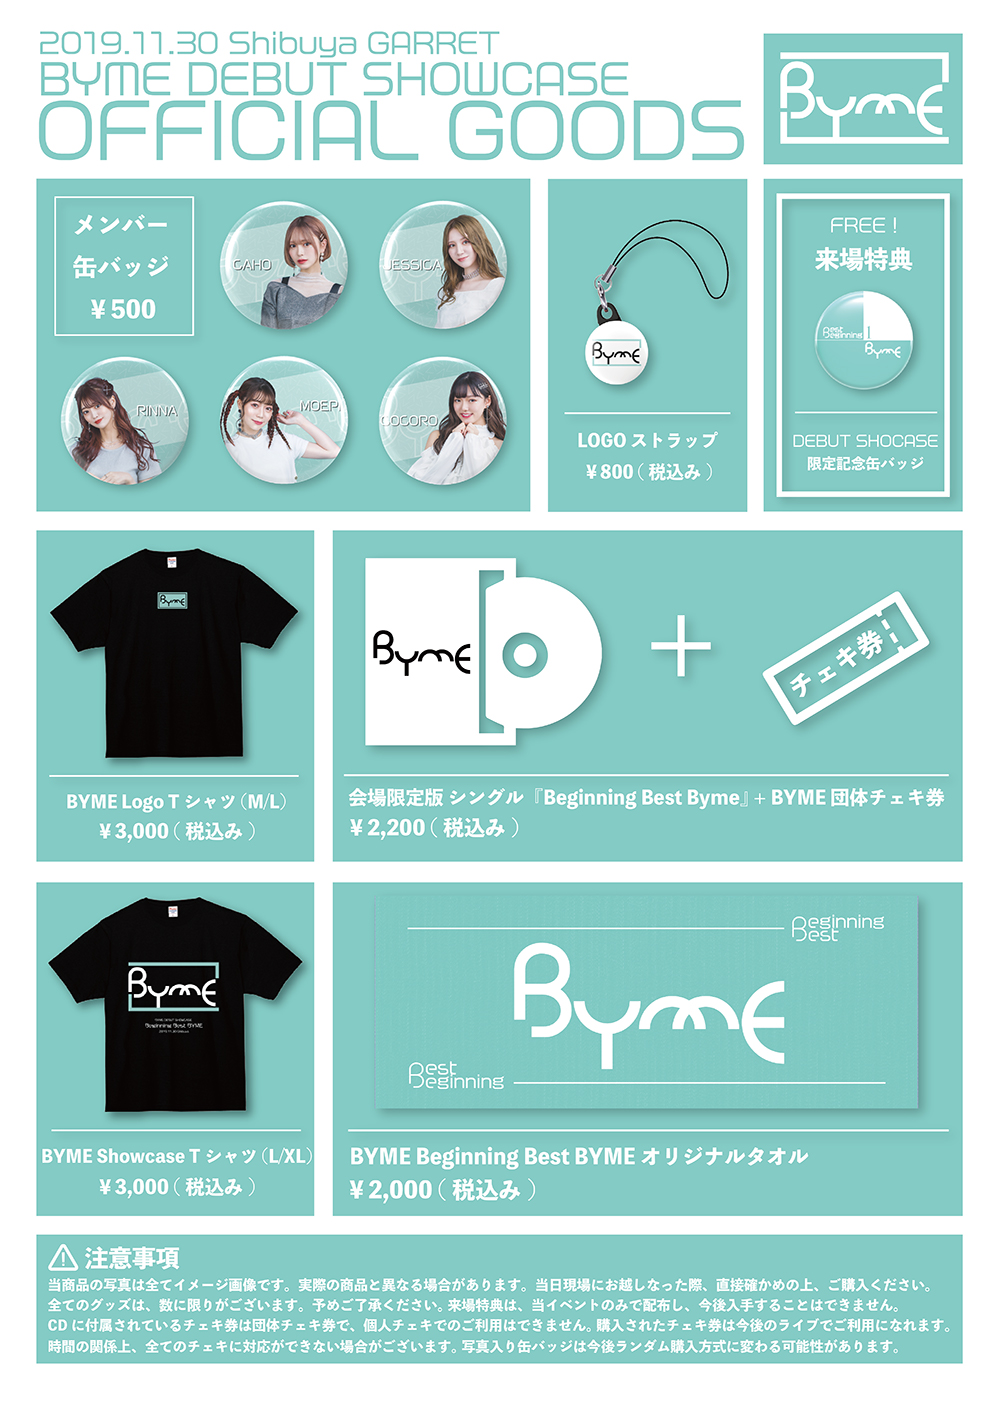 2019.11.30 Shibuya GARRET
BYME DEBUT SHOWCASE
OFFICIAL GOODS
BYME
メンバー
缶バッジ
¥500
CAHO
JESSICA
RINNA
MOEP
COCORO
BYME
LOGO ストラップ
¥800（税込み）
FREE！
来場特典
Best
Beginning
BYME
DEBUT SHOCASE
限定記念缶バッジ
BYME
BYME Logo T シャツ（M/L）
¥3,000（税込み）
BYME
チェキ券
会場限定版 シングル『Beginning Best Byme』+ BYME 団体チェキ券
¥2,200（税込み）
BYME
BYME DEBUT SHOWCASE
Beginning Best BYME
BYME Showcase T シャツ（L/XL）
¥3,000（税込み）
Beginning
Best
BYME
Best
Beginning
BYME Beginning Best BYME オリジナルタオル
¥2,000（税込み）
注意事項
当商品の写真は全てイメージ画像です。実際の商品と異なる場合があります。当日現場にお越しなった際、直接確かめの上、ご購入ください。
全てのグッズは、数に限りがございます。予めご了承ください。来場特典は、当イベントのみで配布し、今後入手することはできません。
CD に付属されているチェキ券は団体チェキ券で、個人チェキでのご利用はできません。購入されたチェキ券は今後のライブでご利用になれます。
時間の関係上、全てのチェキに対応ができない場合がございます。写真入り缶バッジは今後ランダム購入方式に変わる可能性があります。